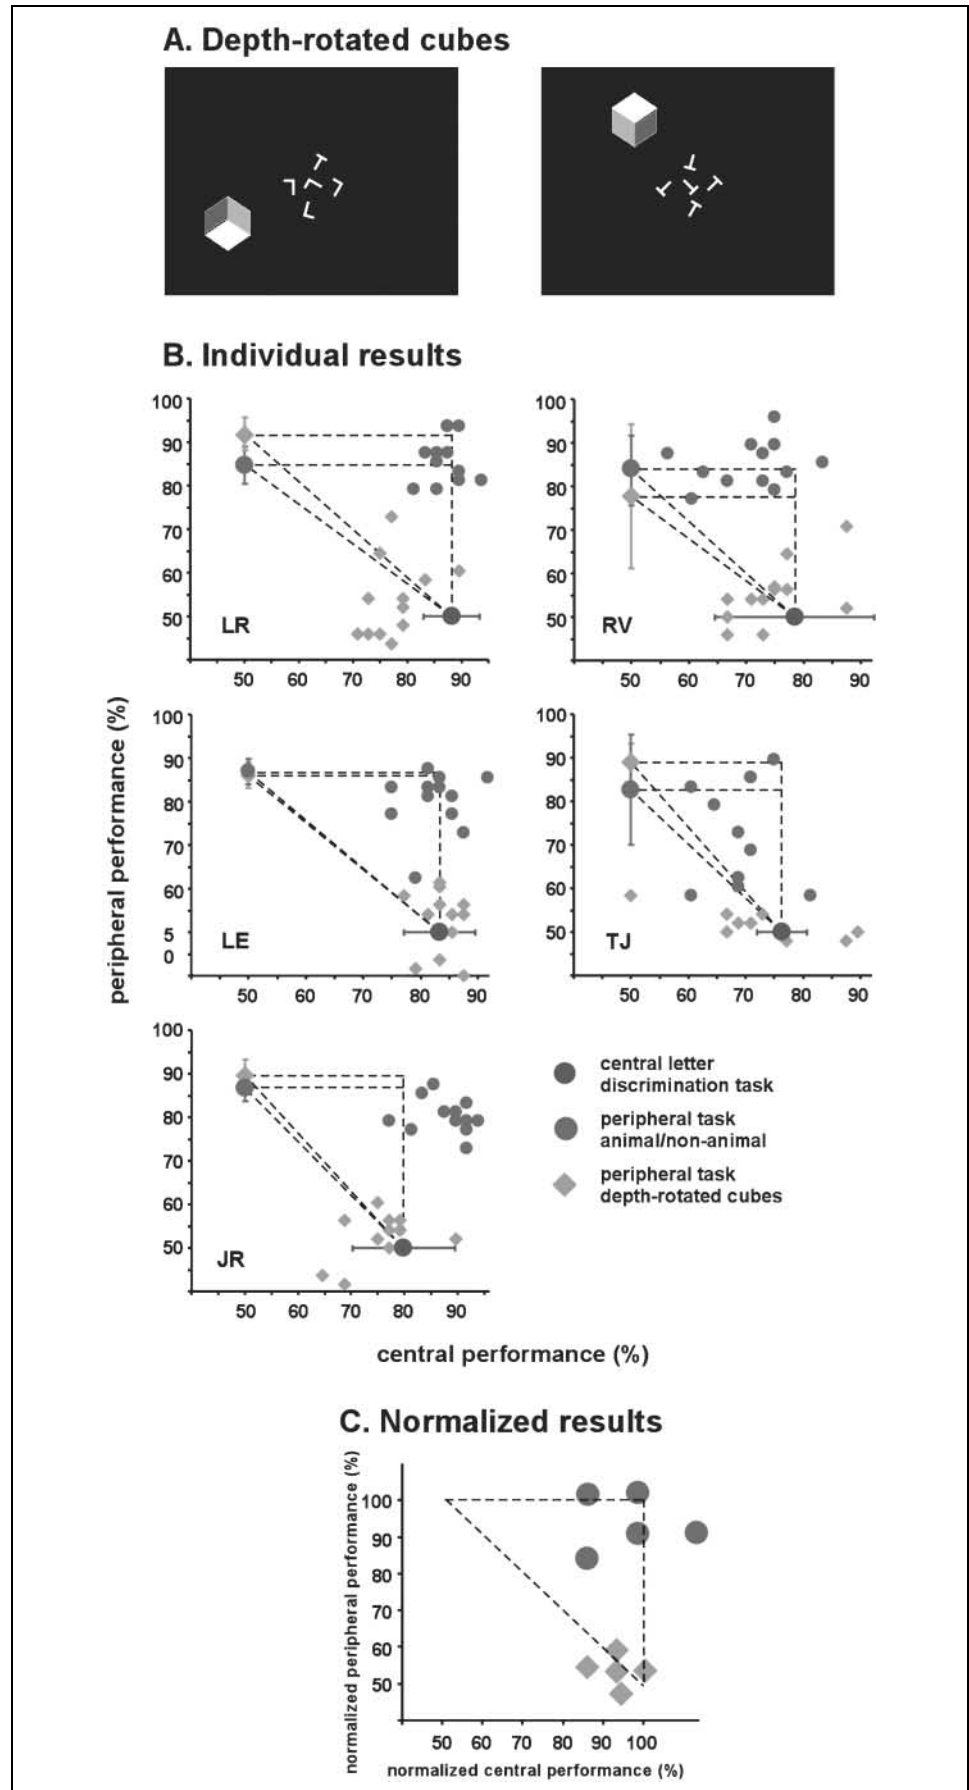 A. Depth-rotated cubes
B. Individual results
100
90
80
70
60
50
LR
50 60 70 80 90
100
90
80
70
60
50
RV
50 60 70 80 90
peripheral performance (%)
100
90
80
70
60
5
0
LE
50 60 70 80 90
100
90
80
70
60
50
TJ
50 60 70 80 90
100
90
80
70
60
50
JR
50 60 70 80 90
central letter
discrimination task
peripheral task
animal/non-animal
peripheral task
depth-rotated cubes
central performance (%)
C. Normalized results
normalized peripheral performance (%)
100
90
80
70
60
50
50 60 70 80 90 100
normalized central performance (%)